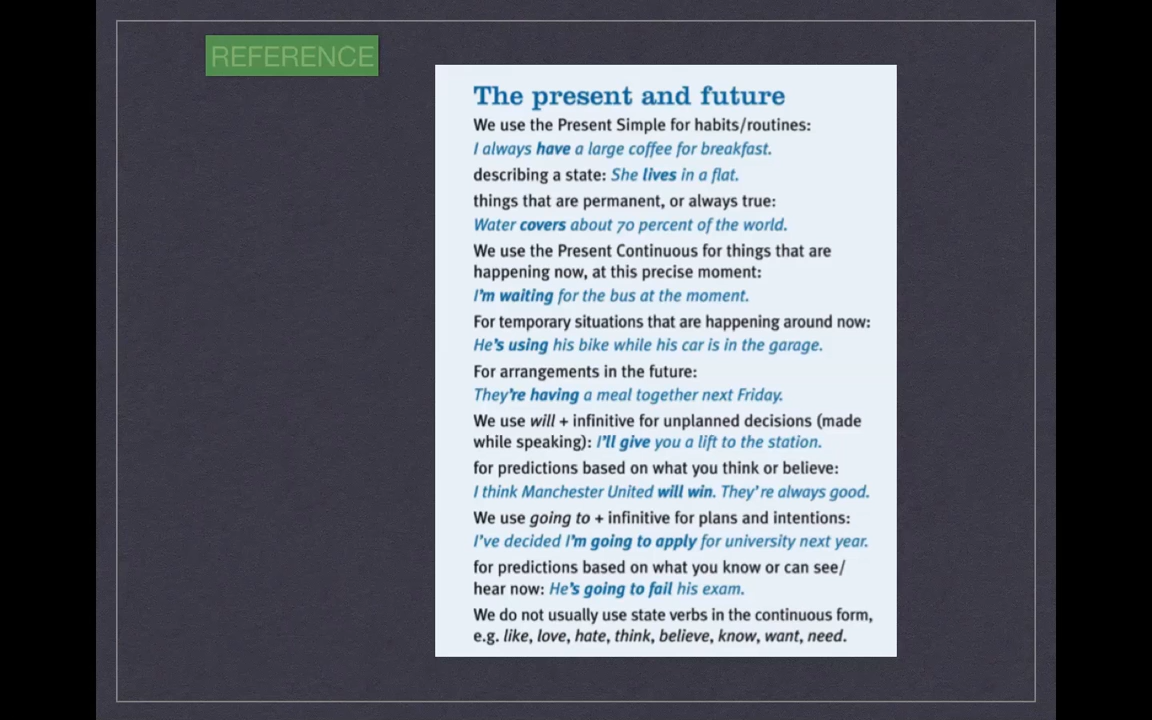 REFERENCE
The present and future
We use the Present Simple for habits/routines:
I always have a large coffee for breakfast.
describing a state: She lives in a flat.
things that are permanent, or always true:
Water covers about 70 percent of the world.
We use the Present Continuous for things that are
happening now, at this precise moment:
I'm waiting for the bus at the moment.
For temporary situations that are happening around now:
He's using his bike while his car is in the garage.
For arrangements in the future:
They're having a meal together next Friday.
We use will + infinitive for unplanned decisions (made
while speaking): I'll give you a lift to the station.
for predictions based on what you think or believe:
I think Manchester United will win. They're always good.
We use going to + infinitive for plans and intentions:
I've decided I'm going to apply for university next year.
for predictions based on what you know or can see/
hear now: He's going to fail his exam.
We do not usually use state verbs in the continuous form,
e.g. like, love, hate, think, believe, know, want, need.